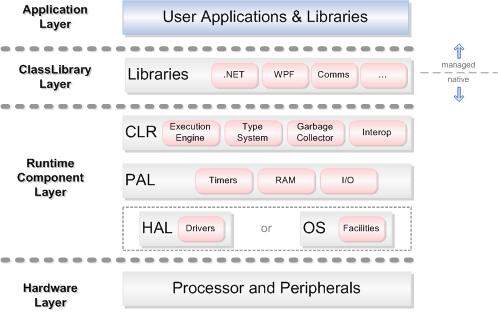 Application
Layer
User Applications & Libraries
ClassLibrary
Layer
Libraries
.NET
WPF
Comms
...
managed
native
Runtime
Component
Layer
CLR
Execution
Engine
Type
System
Garbage
Collector
Interop
PAL
Timers
RAM
I/O
HAL
Drivers
or
OS
Facilities
Hardware
Layer
Processor and Peripherals